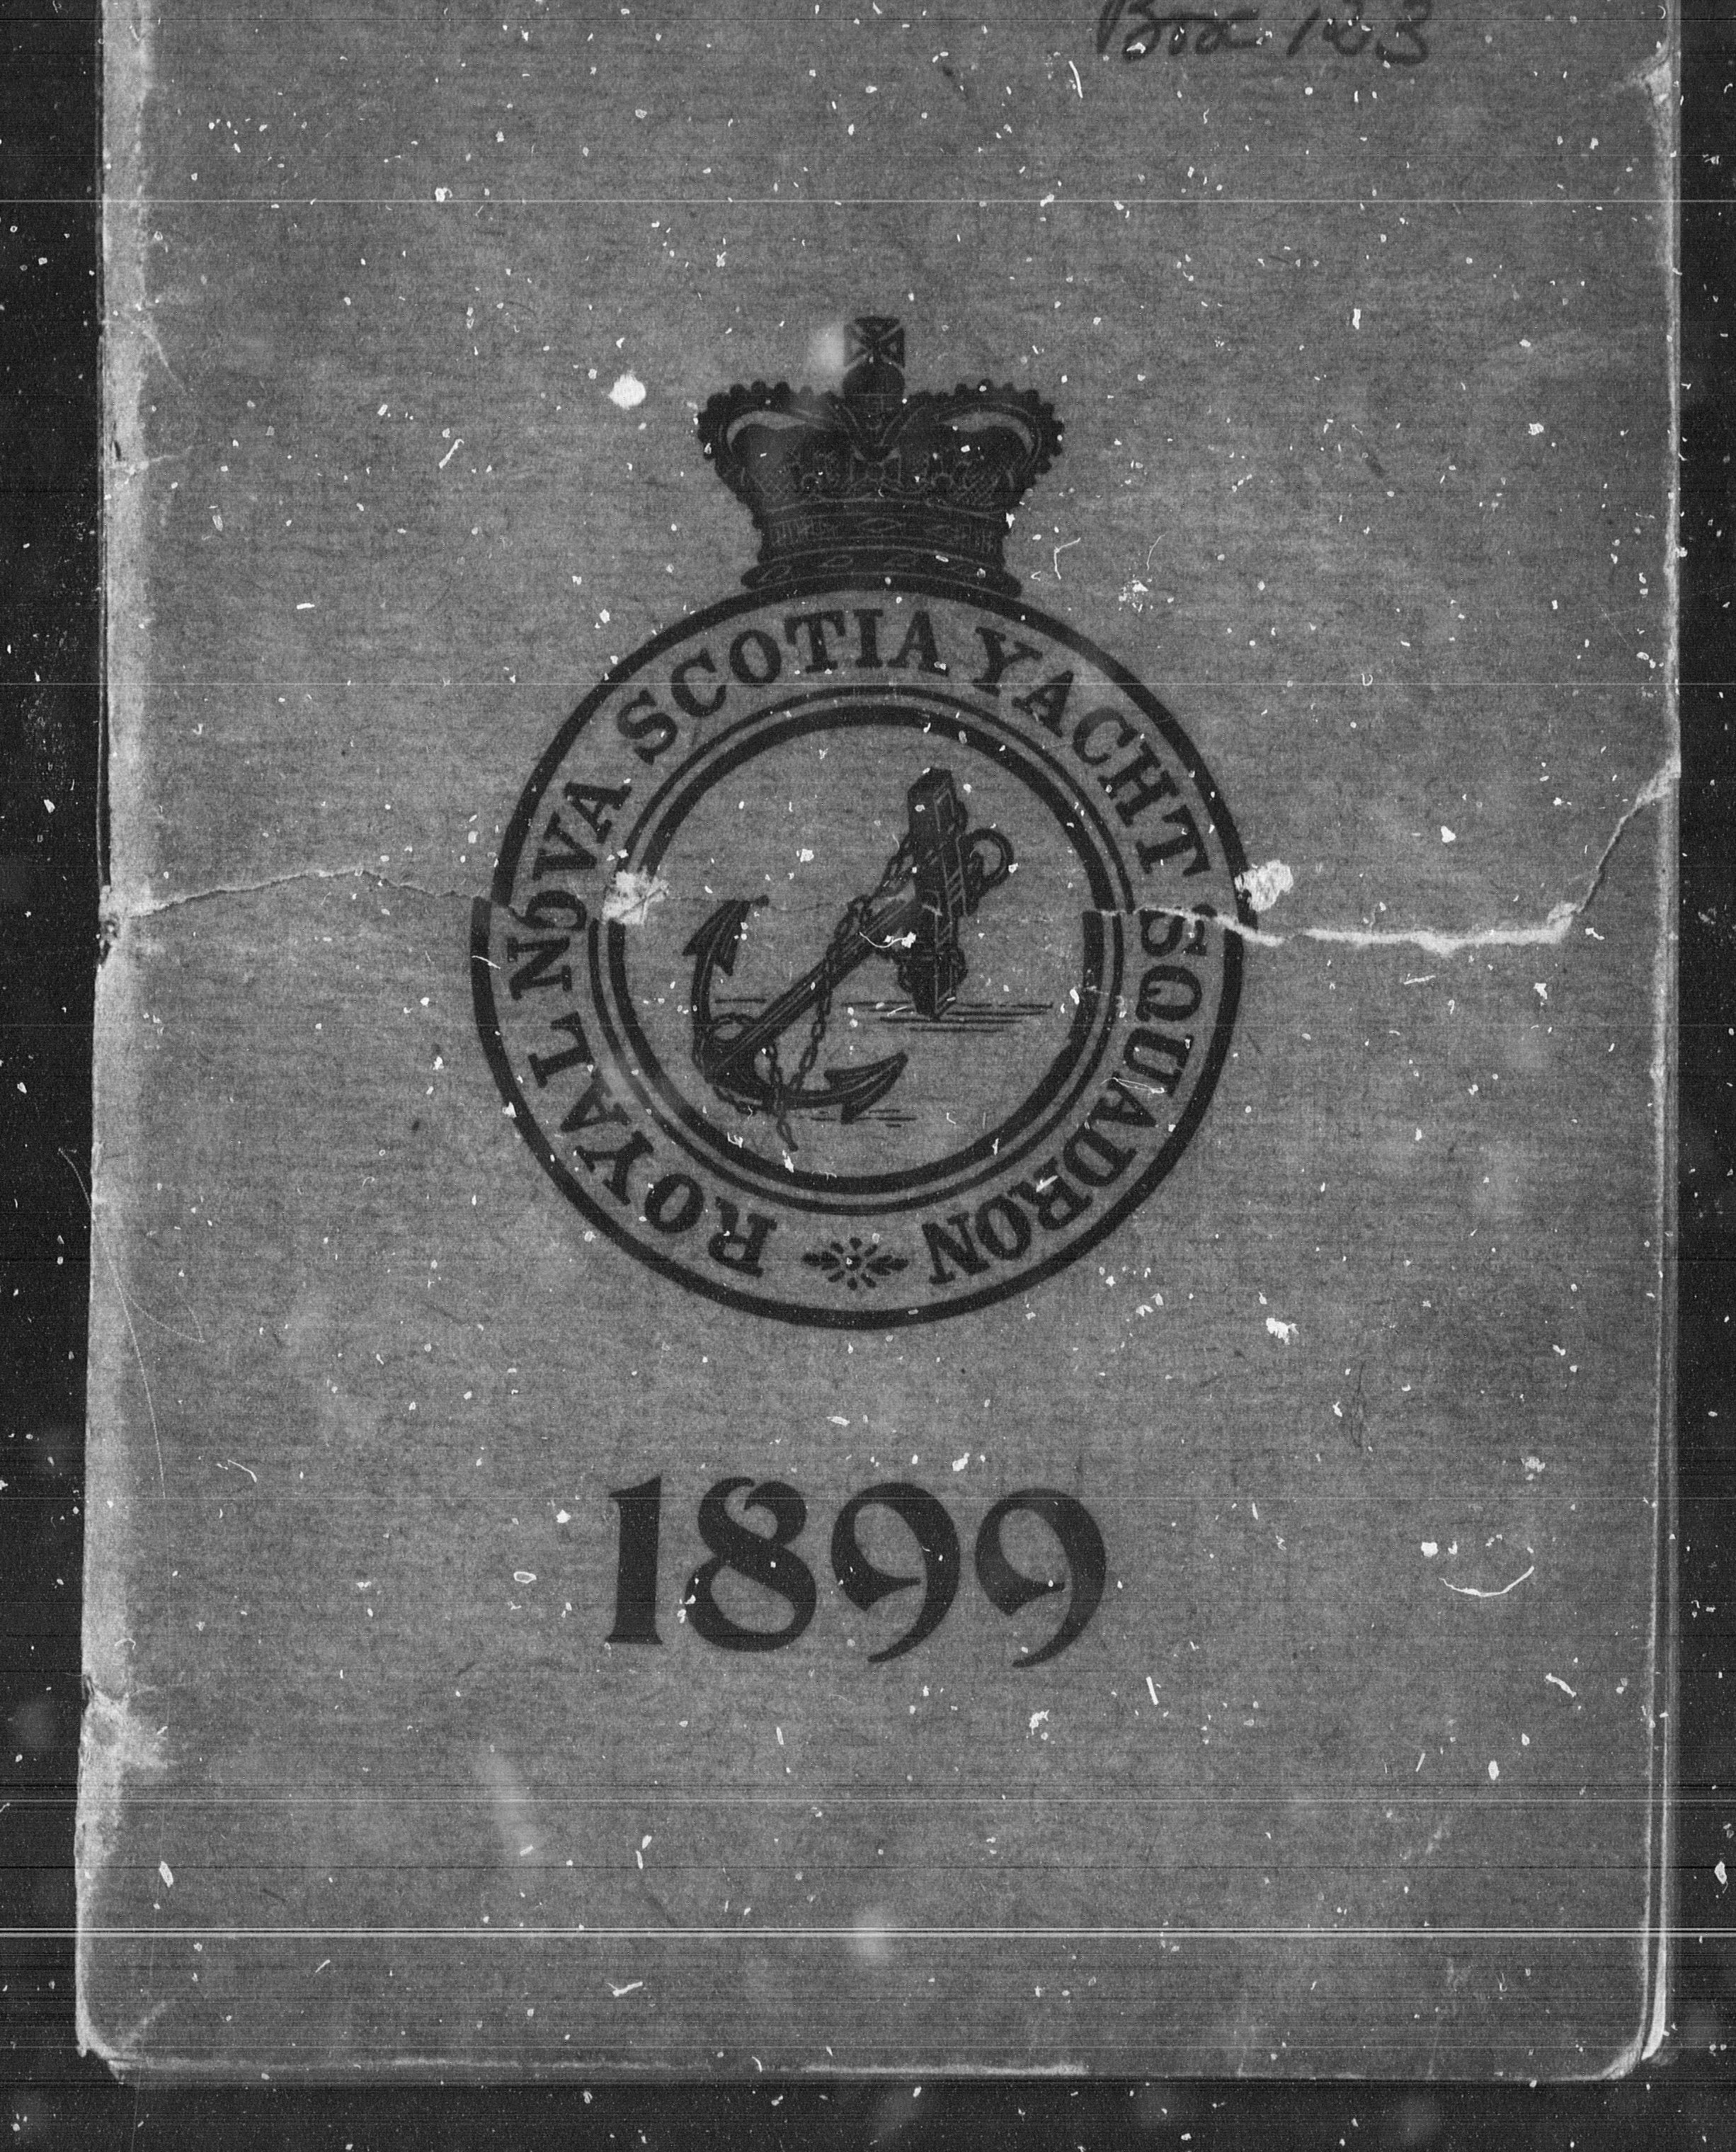 Box 123
ROYAL NOVA SCOTIA YACHT SQUADRON
1899